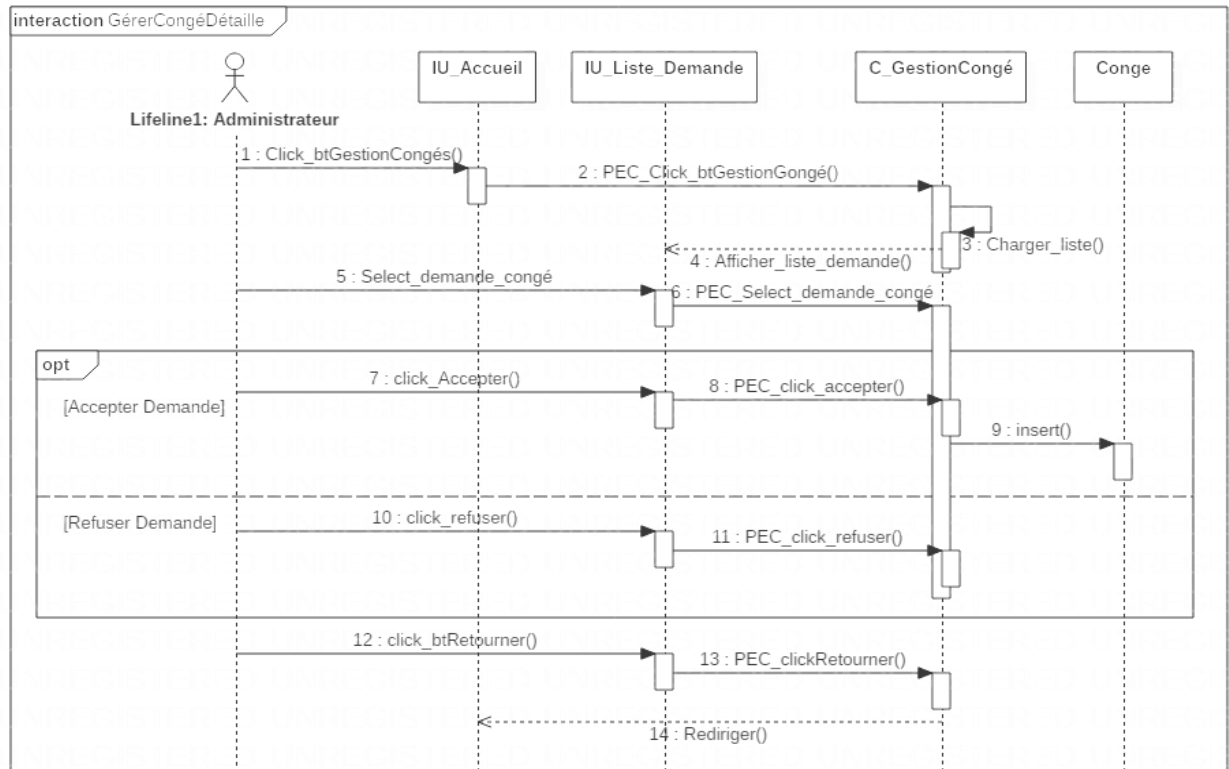 interaction GérerCongéDétaille
IU_Accueil
IU_Liste_Demande
C_GestionCongé
Conge
Lifeline1: Administrateur
1 : Click_btGestionCongés()
2 : PEC_Click_btGestionGongé()
3 : Charger_liste()
4 : Afficher_liste_demande()
5 : Select_demande_congé
6 : PEC_Select_demande_congé
opt
7 : click_Accepter()
8 : PEC_click_accepter()
[Accepter Demande]
9 : insert()
[Refuser Demande]
10 : click_refuser()
11 : PEC_click_refuser()
12 : click_btRetourner()
13 : PEC_clickRetourner()
14 : Rediriger()